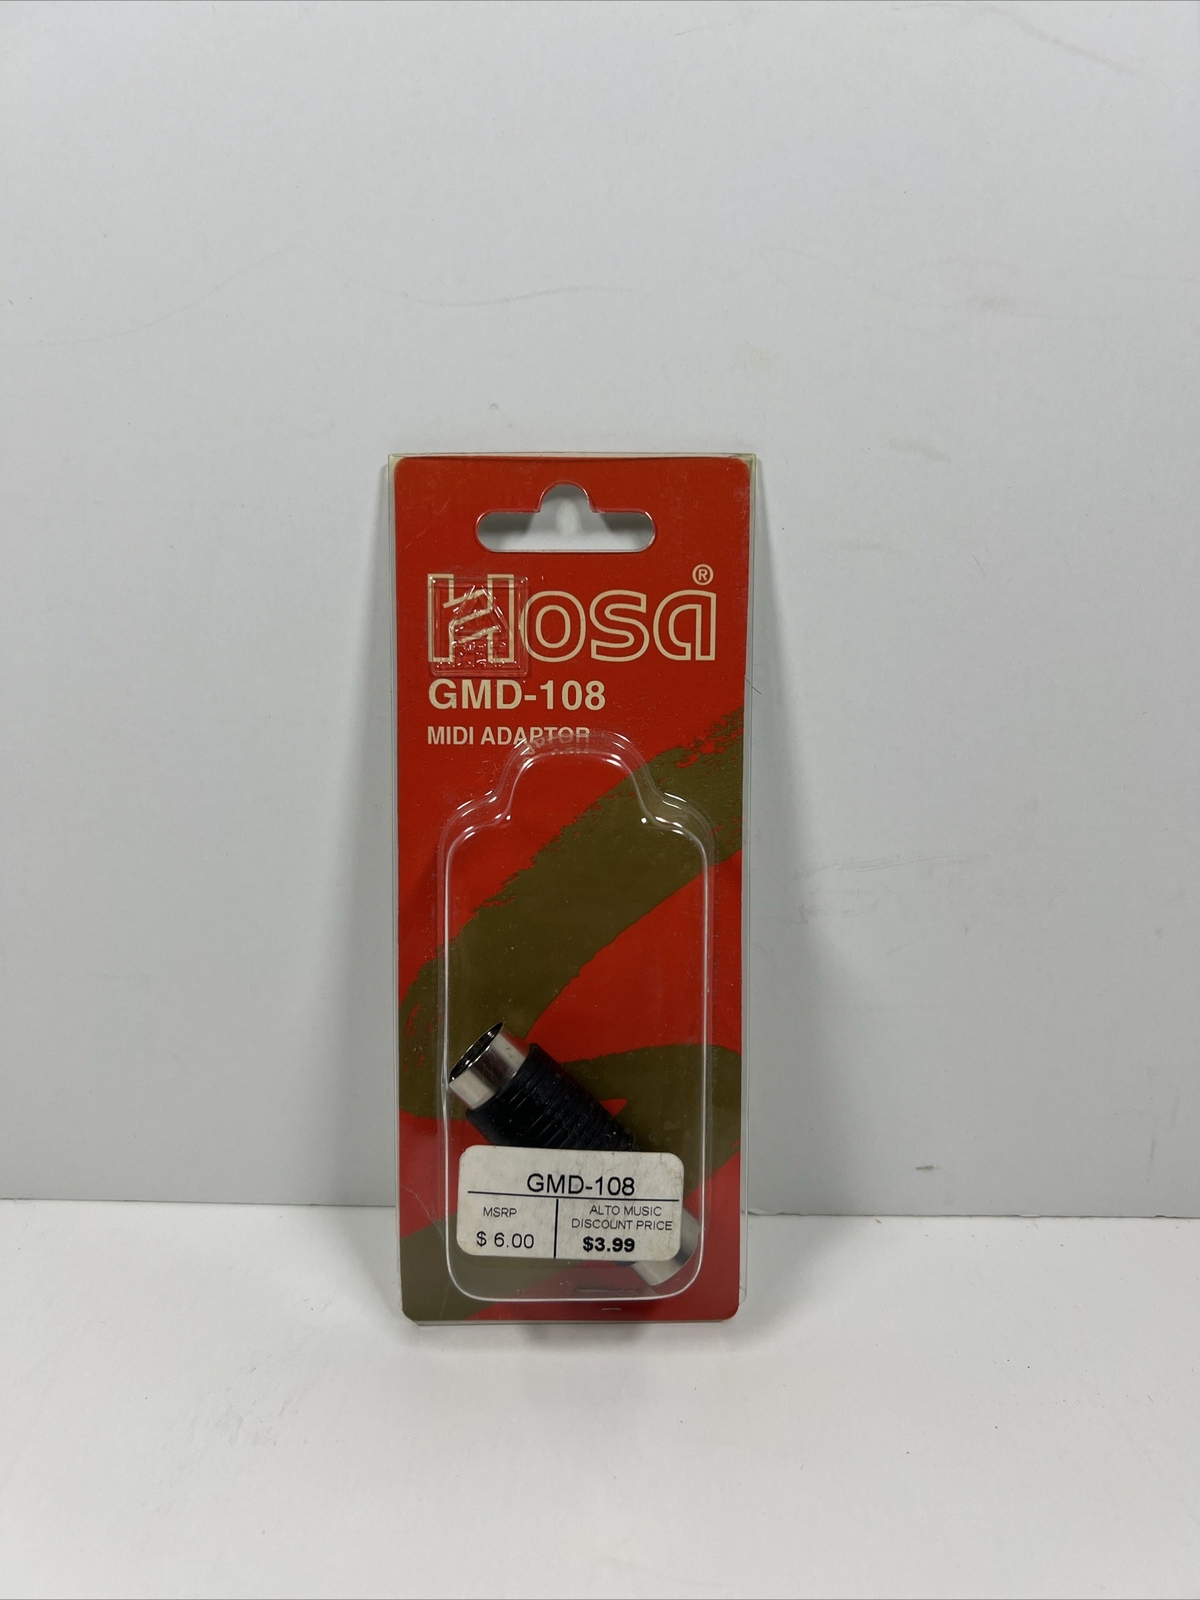 Hosa®
GMD-108
MIDI ADAPTOR
GMD-108
MSRP
$ 6.00
ALTO MUSIC
DISCOUNT PRICE
$3.99